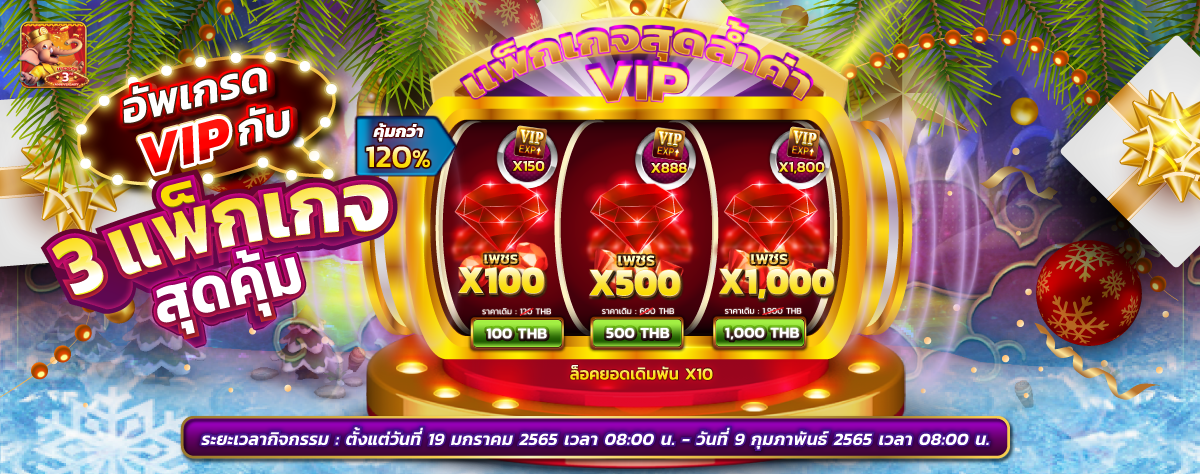 3
อัพเกรด
VIP กับ
3 แพ็กเกจ
สุดคุ้ม
แพ็กเกจสุดล้ำค่า
VIP
คุ้มกว่า
120%
VIP
EXP
X150
เพชร
X100
ราคาเดิม : 120 THB
100 THB
VIP
EXP
X888
เพชร
X500
ราคาเดิม : 600 THB
500 THB
VIP
EXP
X1,800
เพชร
X1,000
ราคาเดิม : 1,900 THB
1,000 THB
ล็อคยอดเดิมพัน X10
ระยะเวลากิจกรรม : ตั้งแต่วันที่ 19 มกราคม 2565 เวลา 08:00 น. - วันที่ 9 กุมภาพันธ์ 2565 เวลา 08:00 น.